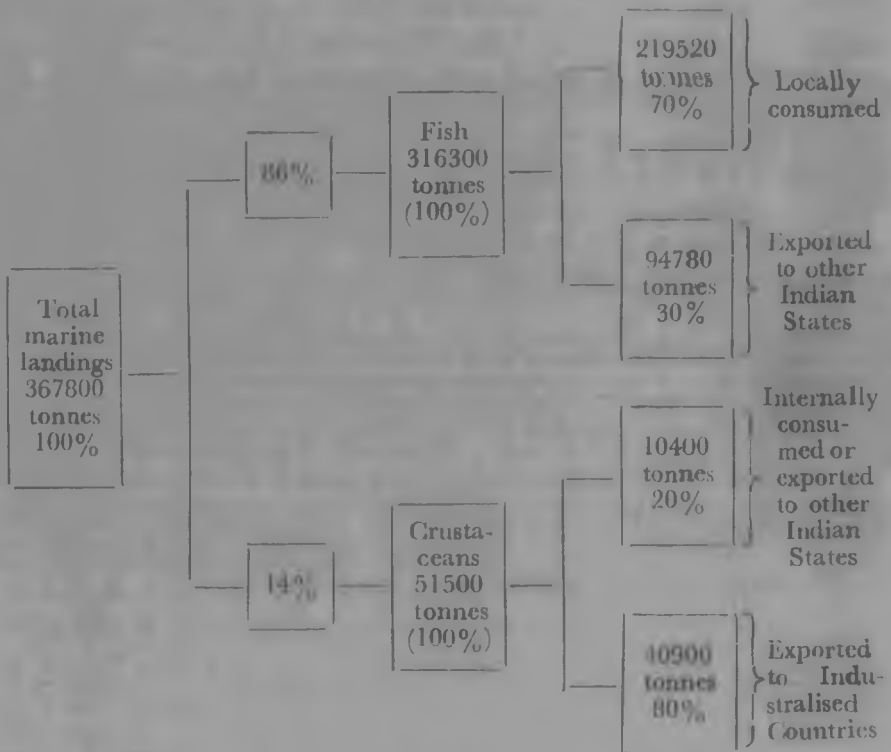 Total
marine
landings
367800
tonnes
100%
86%
Fish
316300
tonnes
(100%)
219520
tonnes
70%
Locally
consumed
94780
tonnes
30%
Exported
to other
Indian
States
14%
Crusta-
ceans
51500
tonnes
(100%)
10400
tonnes
20%
Internally
consu-
med or
exported
to other
Indian
States
40900
tonnes
80%
Exported
to Indu-
stralised
Countries